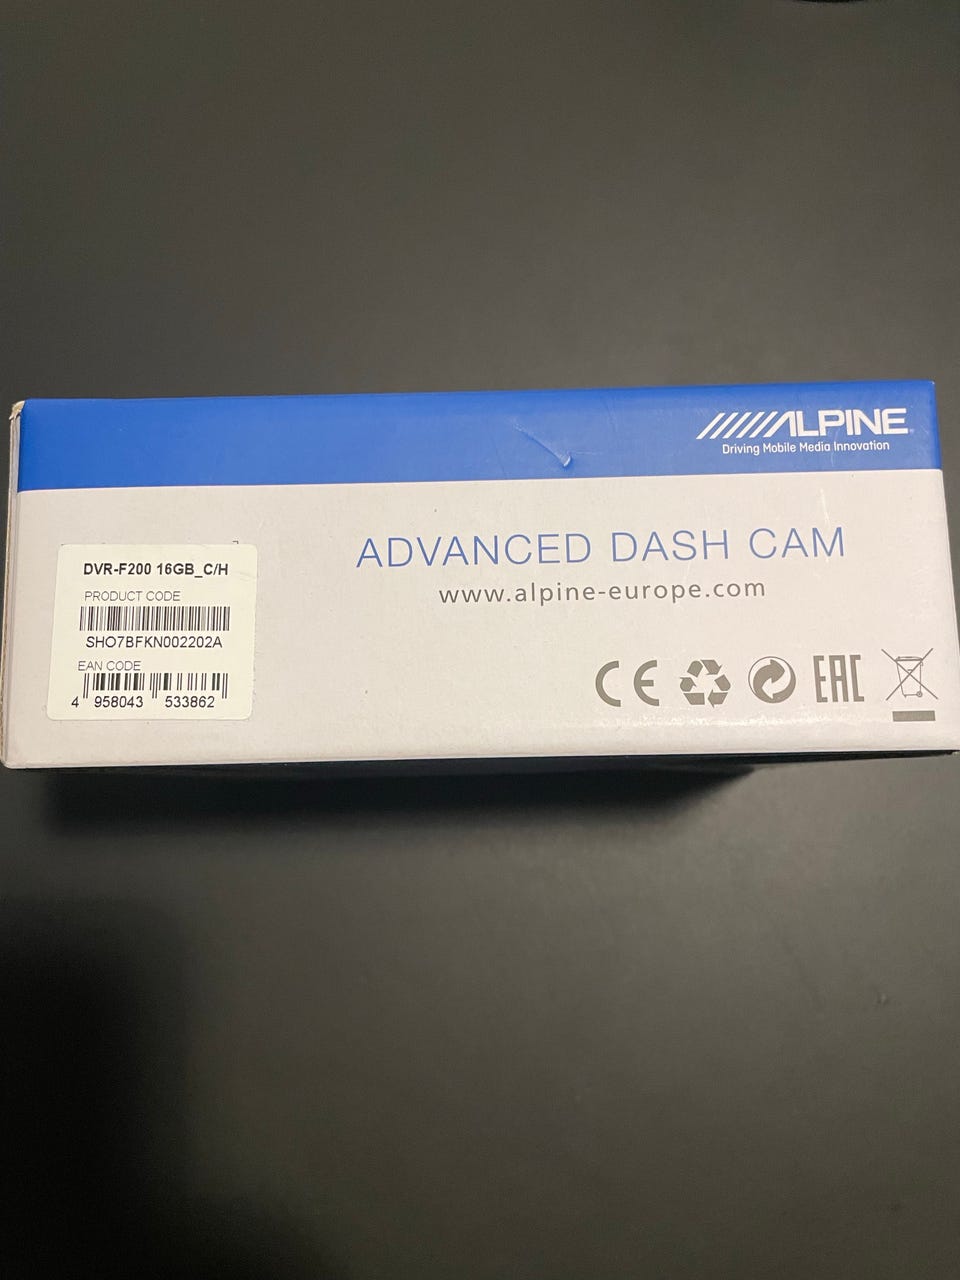 ALPINE
Driving Mobile Media Innovation
ADVANCED DASH CAM
www.alpine-europe.com
DVR-F200 16GB_C/H
PRODUCT CODE
SHO7BFKN002202A
EAN CODE
4 958043 533862
CE EAC